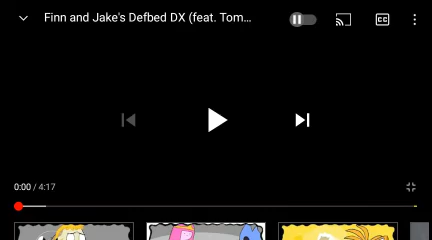 Finn and Jake's Defbed DX (feat. Tom...
CC
0:00 / 4:17